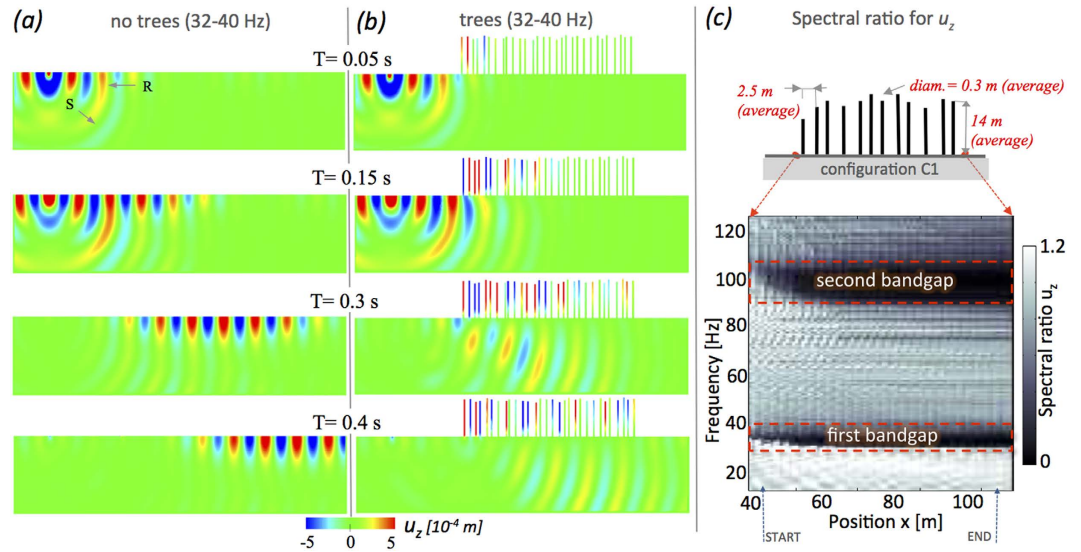 (a)
no trees (32-40 Hz)
(b)
trees (32-40 Hz)
T= 0.05 s
R
S
T= 0.15 s
T= 0.3 s
T= 0.4 s
-5
0
5
u_z [10⁻⁴ m]
(c)
Spectral ratio for u_z
2.5 m
(average)
diam.= 0.3 m (average)
14 m
(average)
configuration C1
Frequency [Hz]
120
100
80
60
40
20
second bandgap
first bandgap
1.2
0
Spectral ratio u_z
40
60
80
100
Position x [m]
START
END